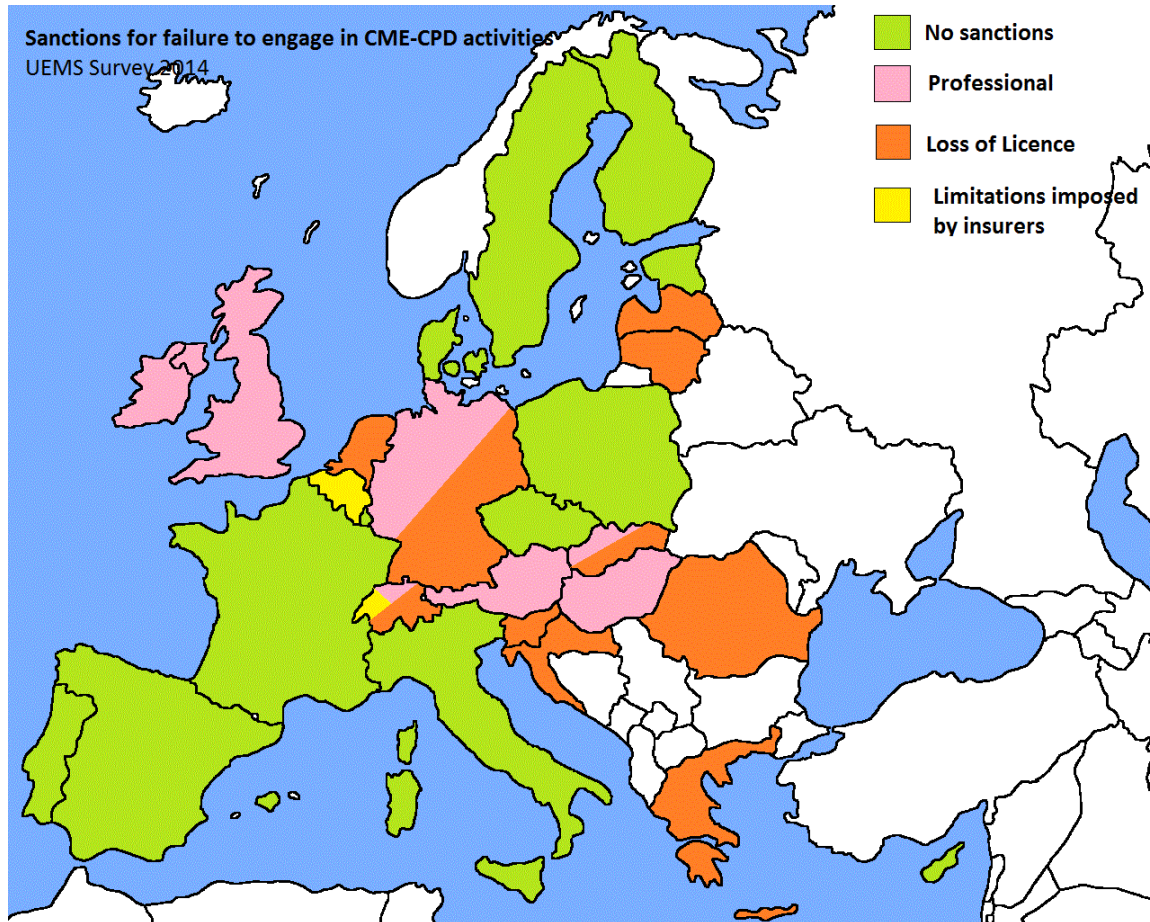 Sanctions for failure to engage in CME-CPD activities
UEMS Survey 2014
No sanctions
Professional
Loss of Licence
Limitations imposed
by insurers